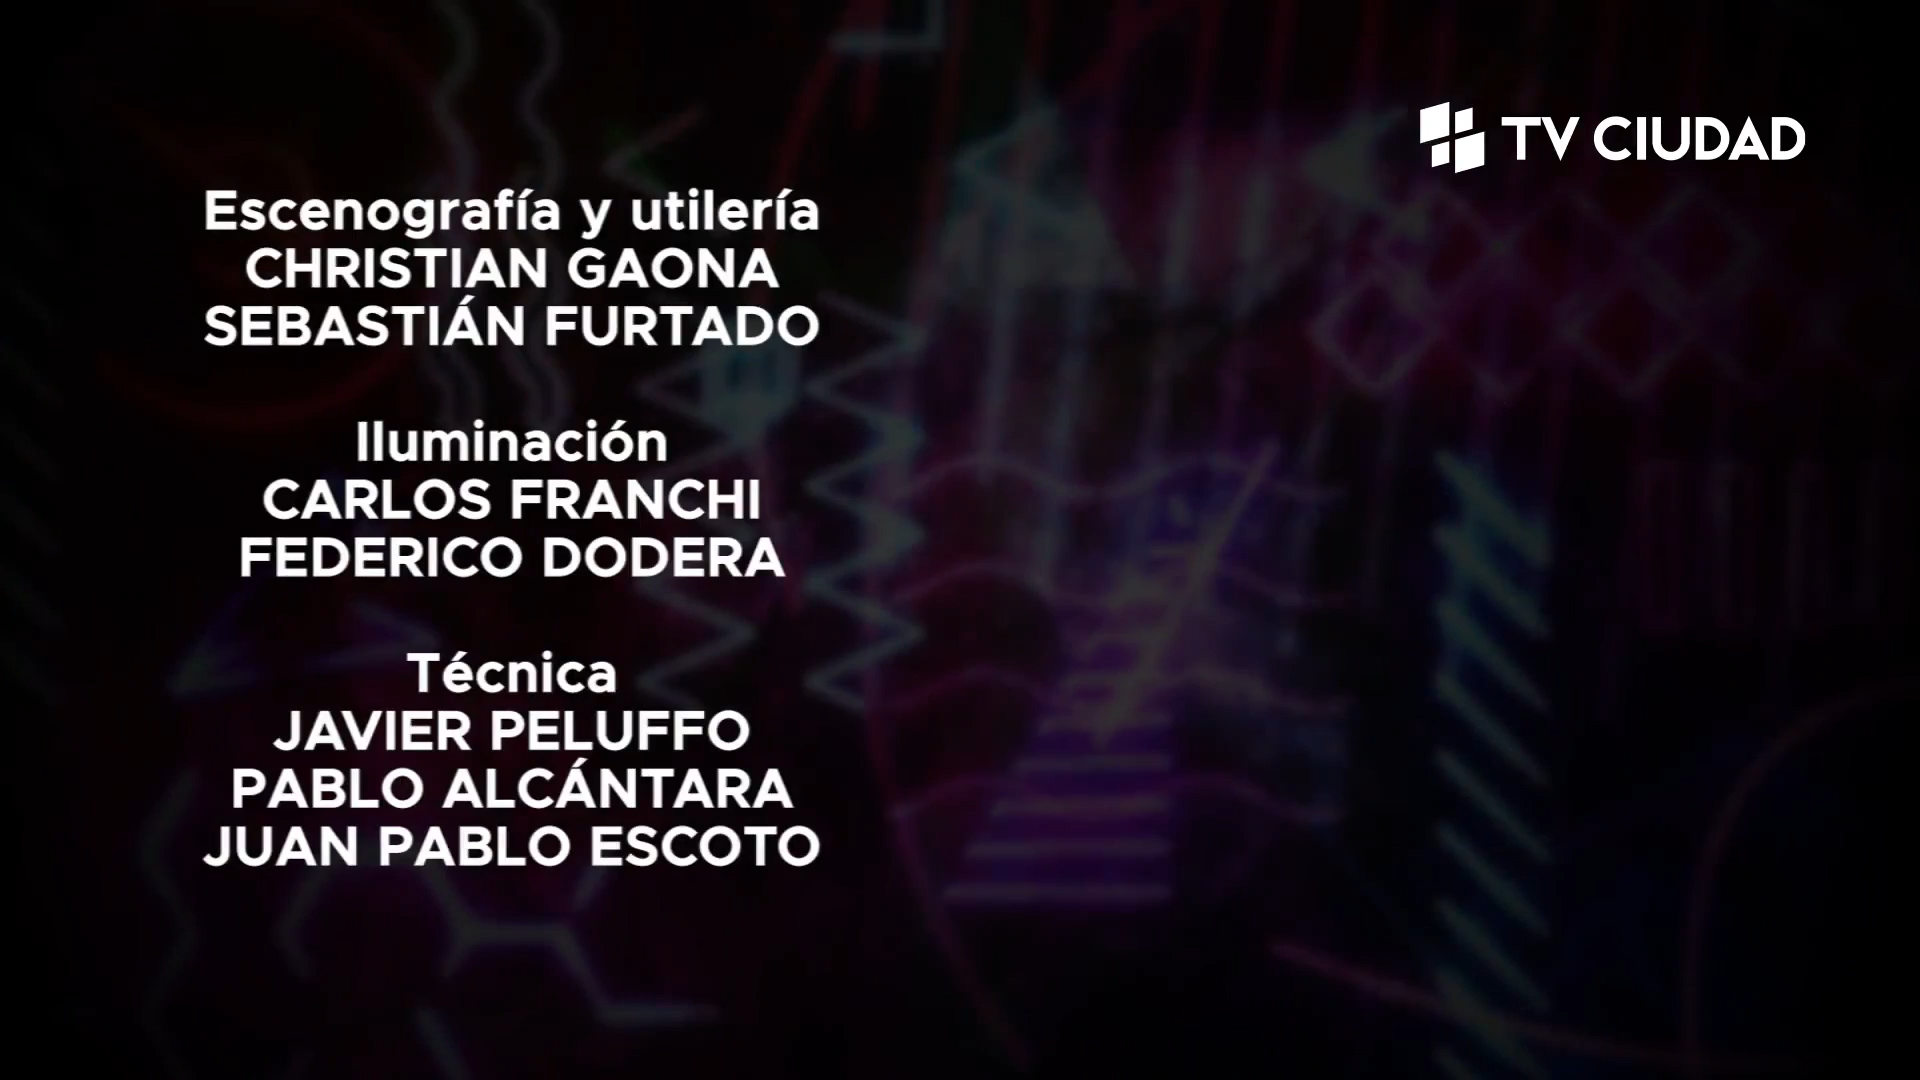 TV CIUDAD
Escenografía y utilería
CHRISTIAN GAONA
SEBASTIÁN FURTADO
Iluminación
CARLOS FRANCHI
FEDERICO DODERA
Técnica
JAVIER PELUFFO
PABLO ALCÁNTARA
JUAN PABLO ESCOTO